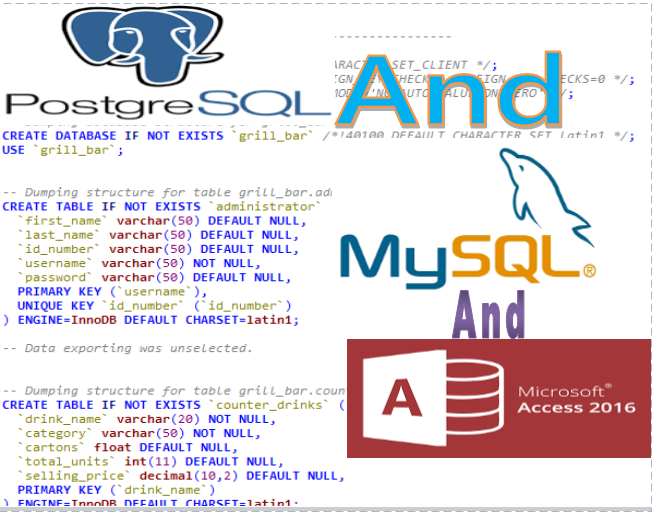 PostgreSQL
And
---------------
SET_CLIENT */;
CHECKS=0 */;
CREATE DATABASE IF NOT EXISTS `grill_bar` /*!40100 DEFAULT CHARACTER SET latin1 */;
USE `grill_bar`;
-- Dumping structure for table grill_bar.adm
CREATE TABLE IF NOT EXISTS `administrator`
`first_name` varchar(50) DEFAULT NULL,
`last_name` varchar(50) DEFAULT NULL,
`id_number` varchar(50) DEFAULT NULL,
`username` varchar(50) NOT NULL,
`password` varchar(50) DEFAULT NULL,
PRIMARY KEY (`username`),
UNIQUE KEY `id_number` (`id_number`)
) ENGINE=InnoDB DEFAULT CHARSET=latin1;
MySQL®
And
-- Data exporting was unselected.
A
Microsoft®
Access 2016
-- Dumping structure for table grill_bar.coun
CREATE TABLE IF NOT EXISTS `counter_drinks` (
`drink_name` varchar(20) NOT NULL,
`category` varchar(50) NOT NULL,
`cartons` float DEFAULT NULL,
`total_units` int(11) DEFAULT NULL,
`selling_price` decimal(10,2) DEFAULT NULL,
PRIMARY KEY (`drink_name`)
) ENGINE=InnoDB DEFAULT CHARSET=latin1;